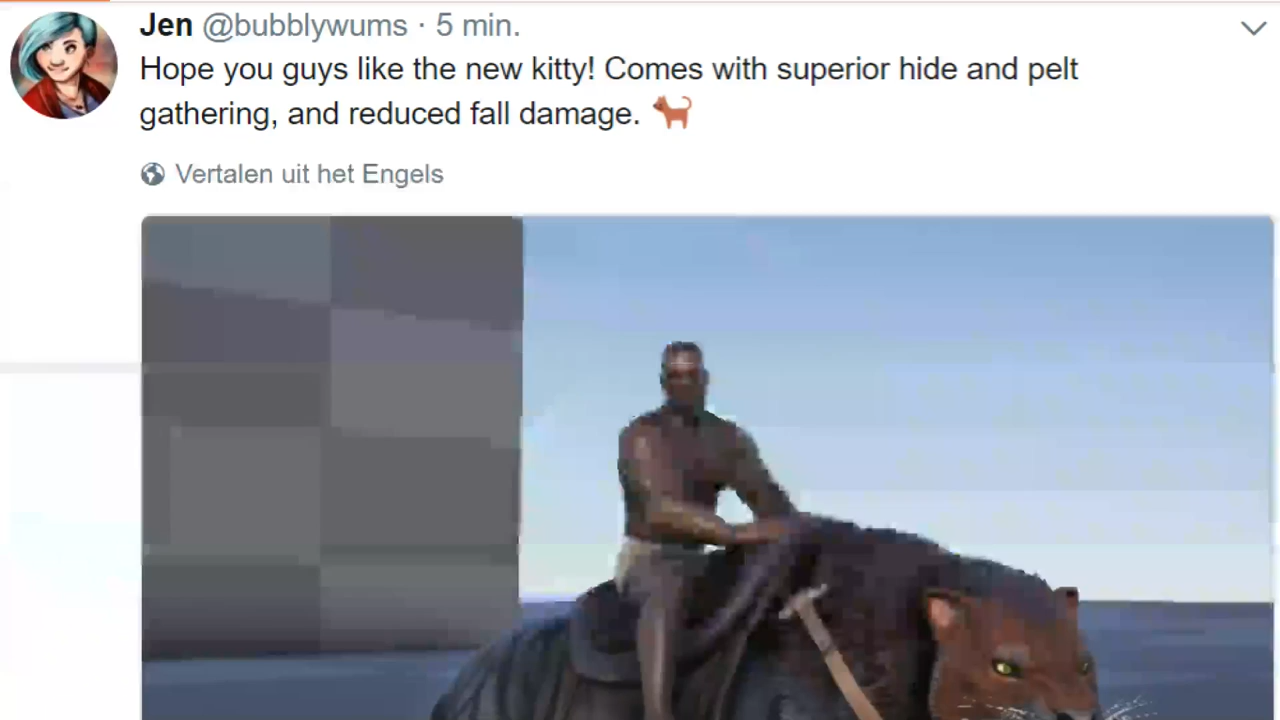 Jen @bubblywums · 5 min.
Hope you guys like the new kitty! Comes with superior hide and pelt
gathering, and reduced fall damage. 🐈
Vertalen uit het Engels